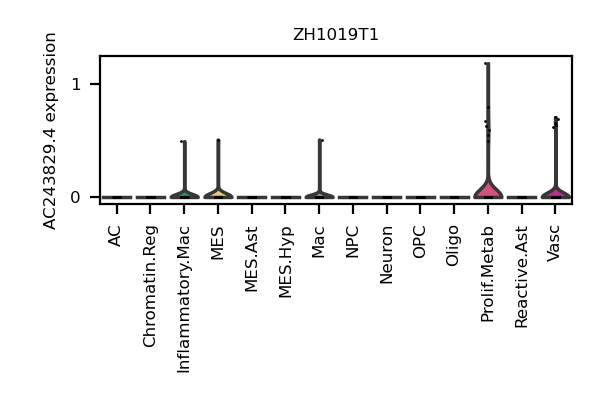 ZH1019T1
AC243829.4 expression
1
0
AC
Chromatin.Reg
Inflammatory.Mac
MES
MES.Ast
MES.Hyp
Mac
NPC
Neuron
OPC
Oligo
Prolif.Metab
Reactive.Ast
Vasc